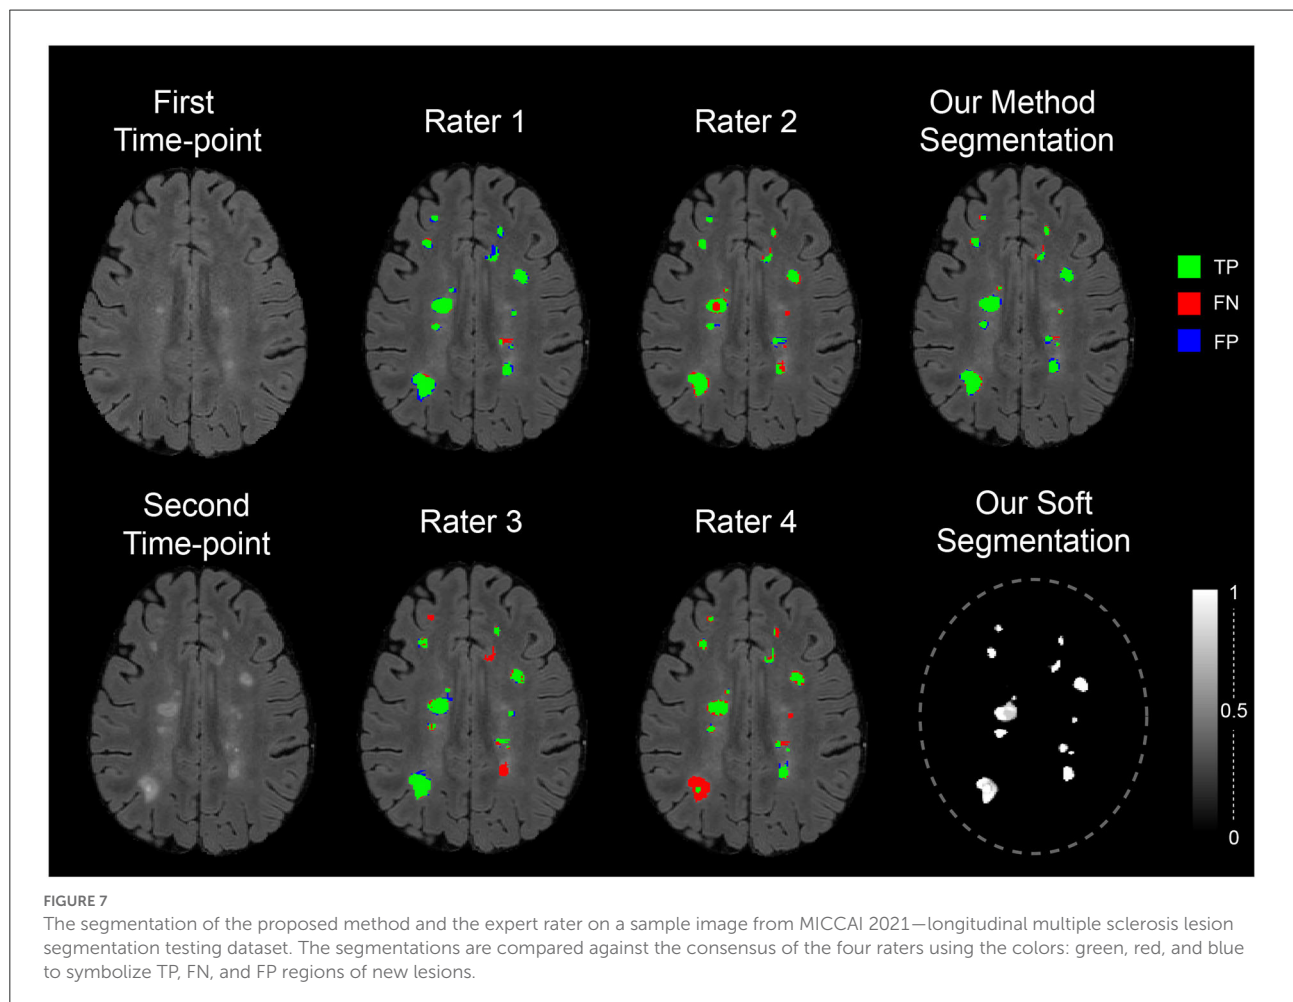 First
Time-point
Rater 1
Rater 2
Our Method
Segmentation
TP
FN
FP
Second
Time-point
Rater 3
Rater 4
Our Soft
Segmentation
1
0.5
0
FIGURE 7
The segmentation of the proposed method and the expert rater on a sample image from MICCAI 2021—longitudinal multiple sclerosis lesion
segmentation testing dataset. The segmentations are compared against the consensus of the four raters using the colors: green, red, and blue
to symbolize TP, FN, and FP regions of new lesions.